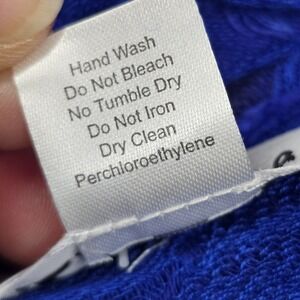 Hand Wash
Do Not Bleach
No Tumble Dry
Do Not Iron
Dry Clean
Perchloroethylene